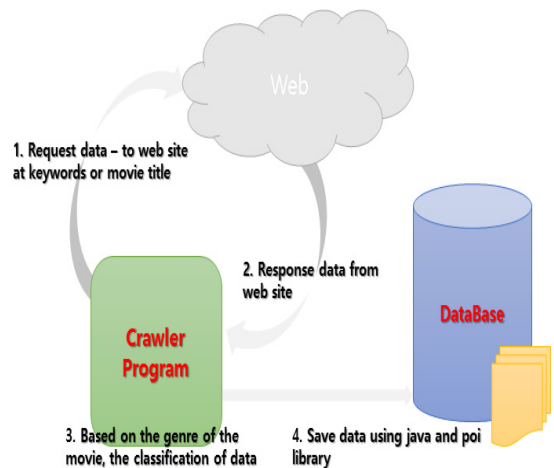 Web
1. Request data – to web site
at keywords or movie title
2. Response data from
web site
Crawler
Program
DataBase
3. Based on the genre of the
movie, the classification of data
4. Save data using java and poi
library